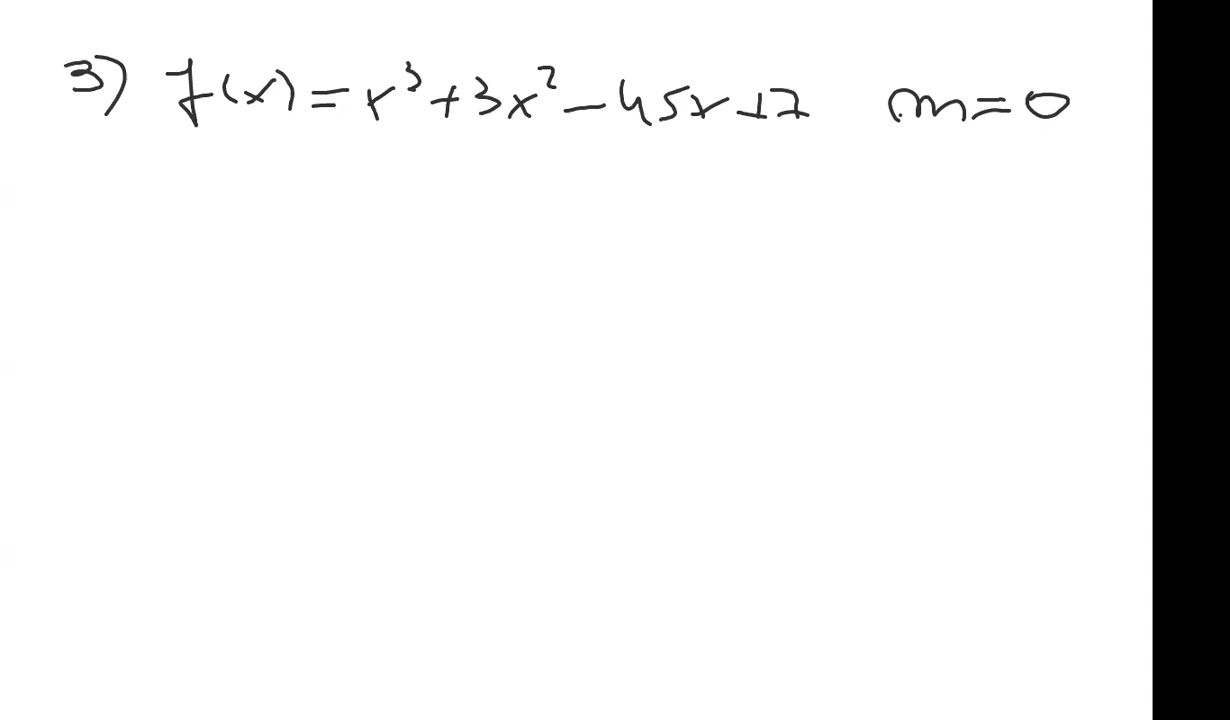 3) f(x) = x³ + 3x² - 45x + 7 m = 0